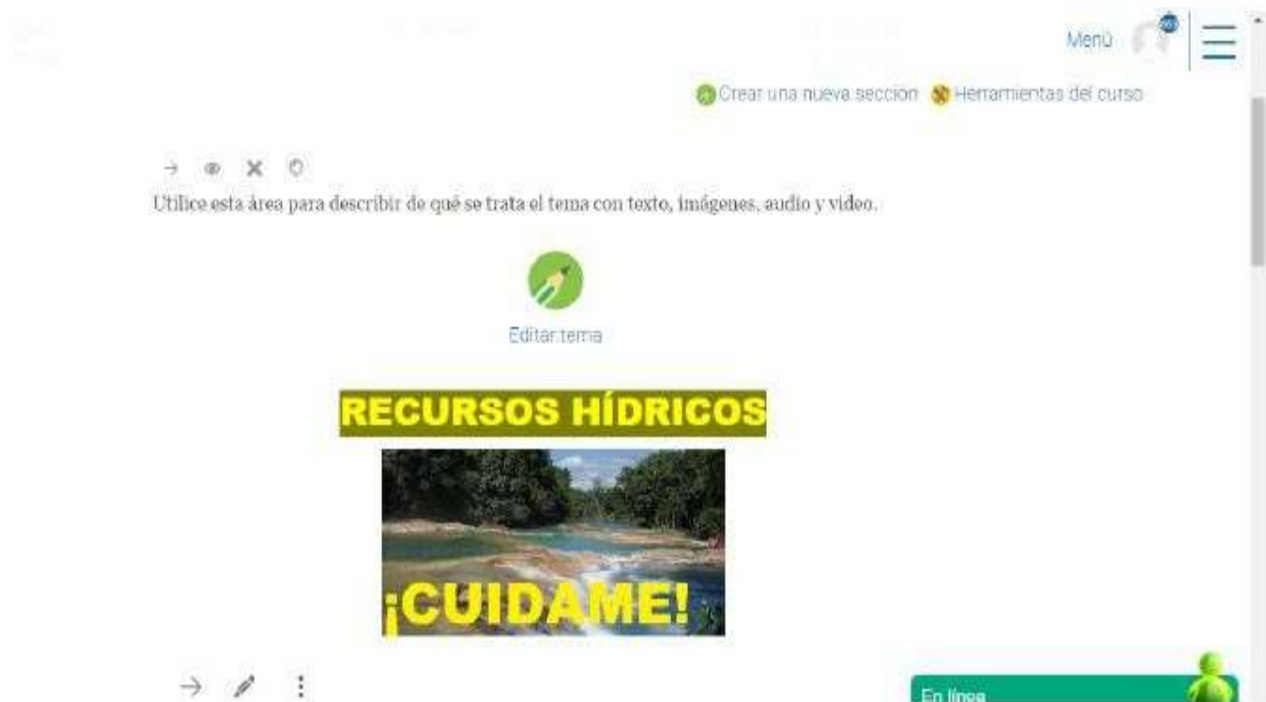 Menú
Crear una nueva sección Herramientas del curso
Utilice esta área para describir de qué se trata el tema con texto, imágenes, audio y video.
Editar tema
RECURSOS HÍDRICOS
¡CUIDAME!
En línea